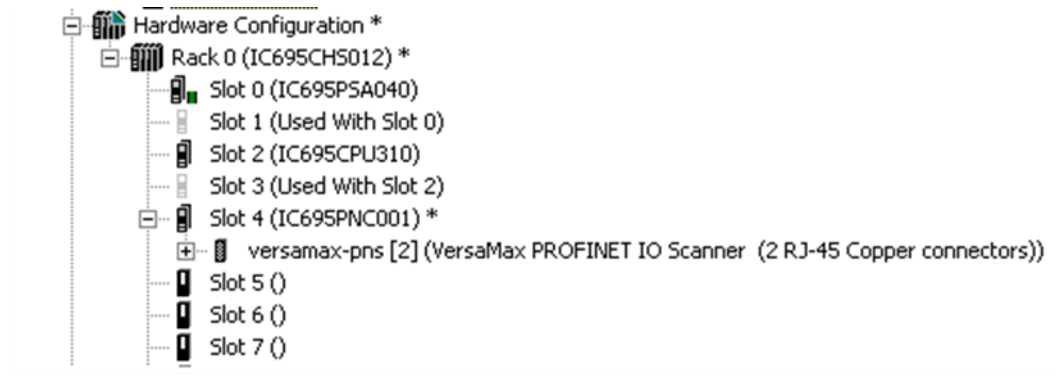 Hardware Configuration *
Rack 0 (IC695CHS012) *
Slot 0 (IC695PSA040)
Slot 1 (Used With Slot 0)
Slot 2 (IC695CPU310)
Slot 3 (Used With Slot 2)
Slot 4 (IC695PNC001) *
versamax-pns [2] (VersaMax PROFINET IO Scanner (2 RJ-45 Copper connectors))
Slot 5 ()
Slot 6 ()
Slot 7 ()